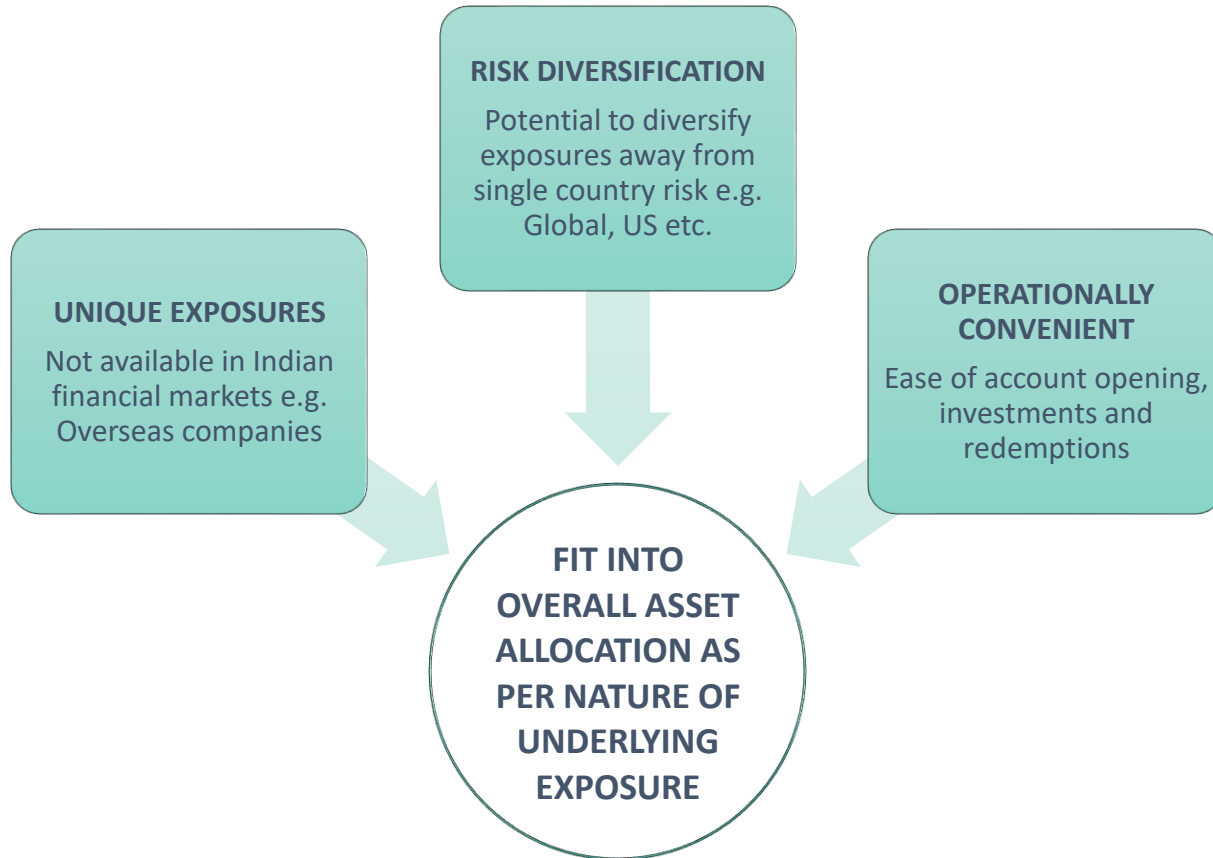 RISK DIVERSIFICATION
Potential to diversify
exposures away from
single country risk e.g.
Global, US etc.
UNIQUE EXPOSURES
Not available in Indian
financial markets e.g.
Overseas companies
OPERATIONALLY
CONVENIENT
Ease of account opening,
investments and
redemptions
FIT INTO
OVERALL ASSET
ALLOCATION AS
PER NATURE OF
UNDERLYING
EXPOSURE